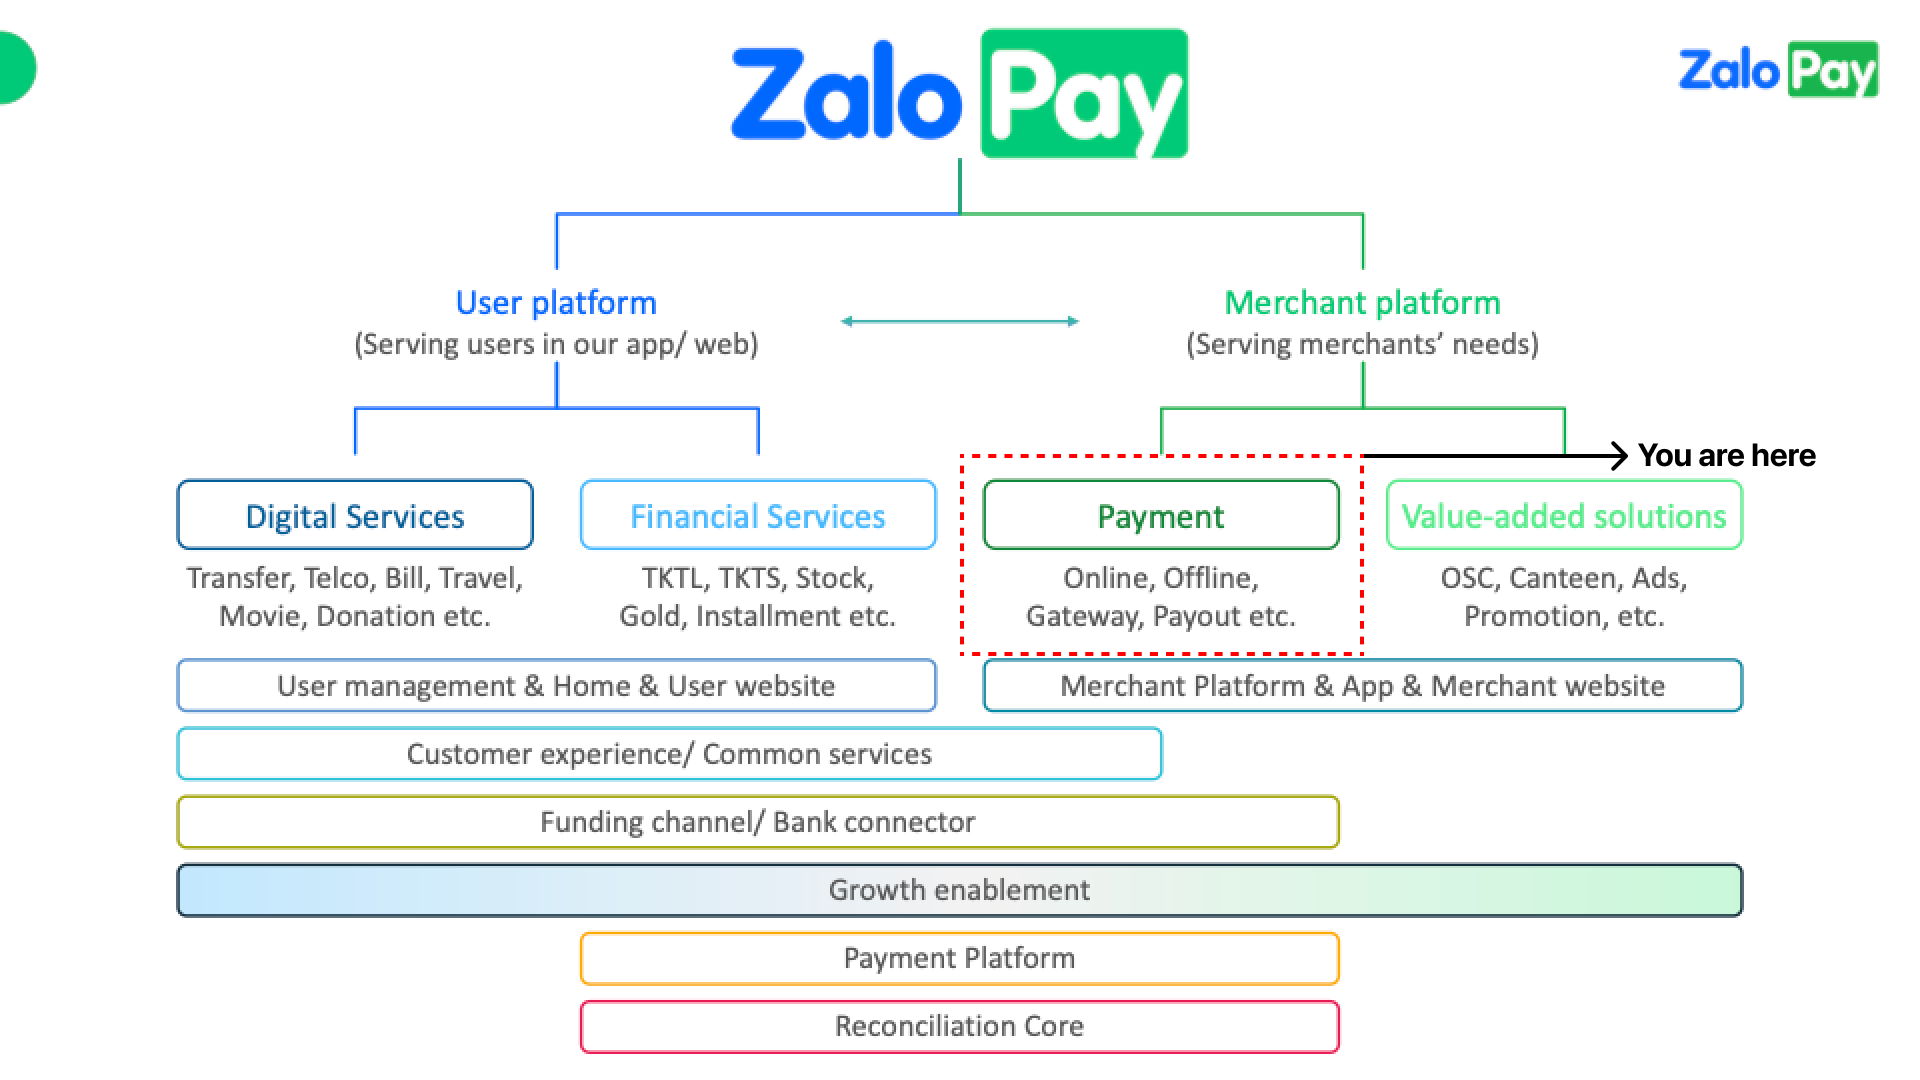 Zalo Pay
Zalo Pay
User platform
(Serving users in our app/ web)
Merchant platform
(Serving merchants’ needs)
You are here
Digital Services
Transfer, Telco, Bill, Travel,
Movie, Donation etc.
Financial Services
TKTL, TKTS, Stock,
Gold, Installment etc.
Payment
Online, Offline,
Gateway, Payout etc.
Value-added solutions
OSC, Canteen, Ads,
Promotion, etc.
User management & Home & User website
Merchant Platform & App & Merchant website
Customer experience/ Common services
Funding channel/ Bank connector
Growth enablement
Payment Platform
Reconciliation Core